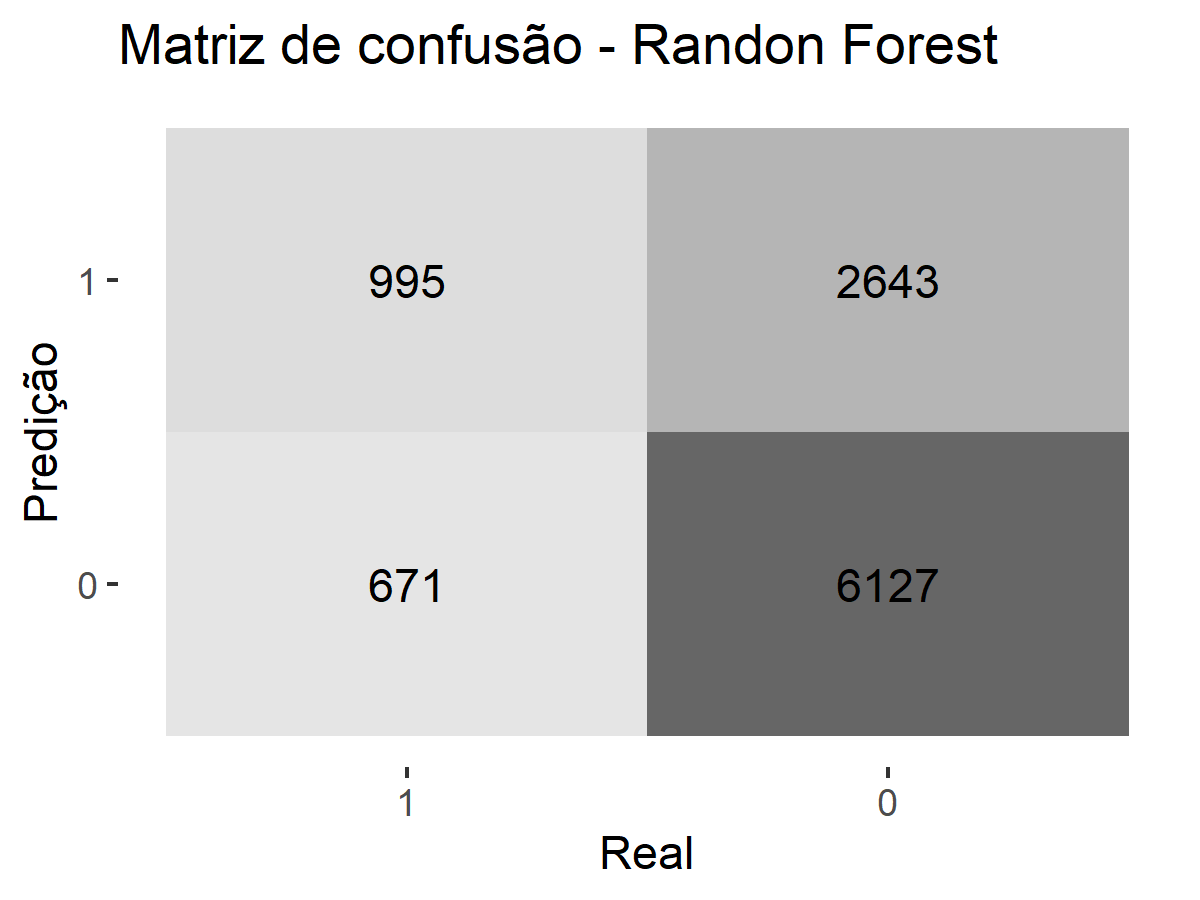 Matriz de confusão - Randon Forest
1
995
2643
Predição
0
671
6127
1
0
Real